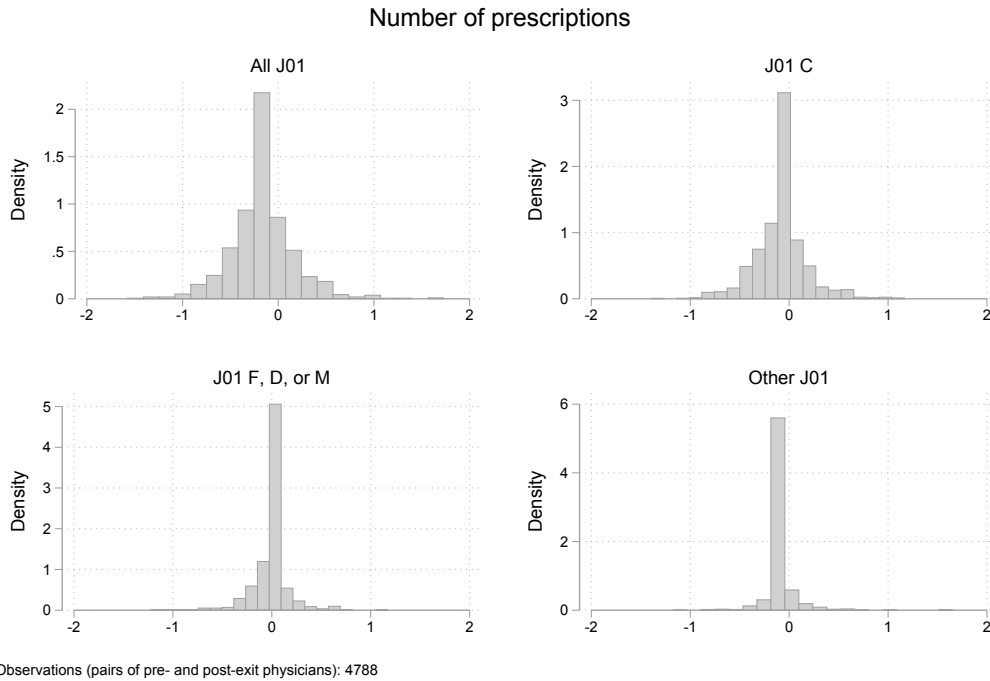 Number of prescriptions
All J01
Density
2
1.5
1
.5
0
-2 -1 0 1 2
J01 C
Density
3
2
1
0
-2 -1 0 1 2
J01 F, D, or M
Density
5
4
3
2
1
0
-2 -1 0 1 2
Other J01
Density
6
4
2
0
-2 -1 0 1 2
Observations (pairs of pre- and post-exit physicians): 4788